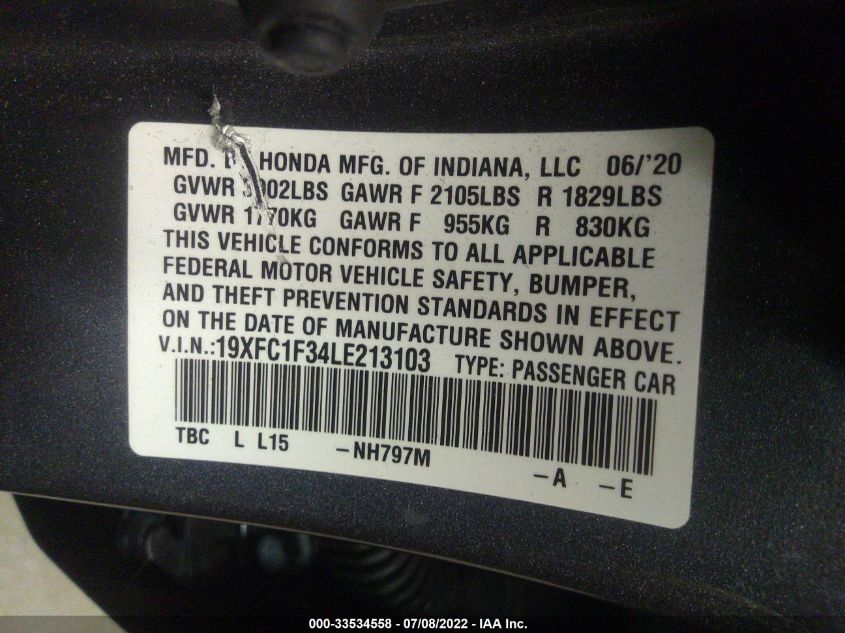 MFD. HONDA MFG. OF INDIANA, LLC 06/'20
GVWR GAWR F 2105LBS R 1829LBS
GVWR GAWR F 955KG R 830KG
THIS VEHICLE CONFORMS TO ALL APPLICABLE
FEDERAL MOTOR VEHICLE SAFETY, BUMPER,
AND THEFT PREVENTION STANDARDS IN EFFECT
ON THE DATE OF MANUFACTURE SHOWN ABOVE.
V.I.N.:19XFC1F34LE213103 TYPE: PASSENGER CAR
TBC L L15 -NH797M -A -E
000-33534558 - 07/08/2022 - IAA Inc.